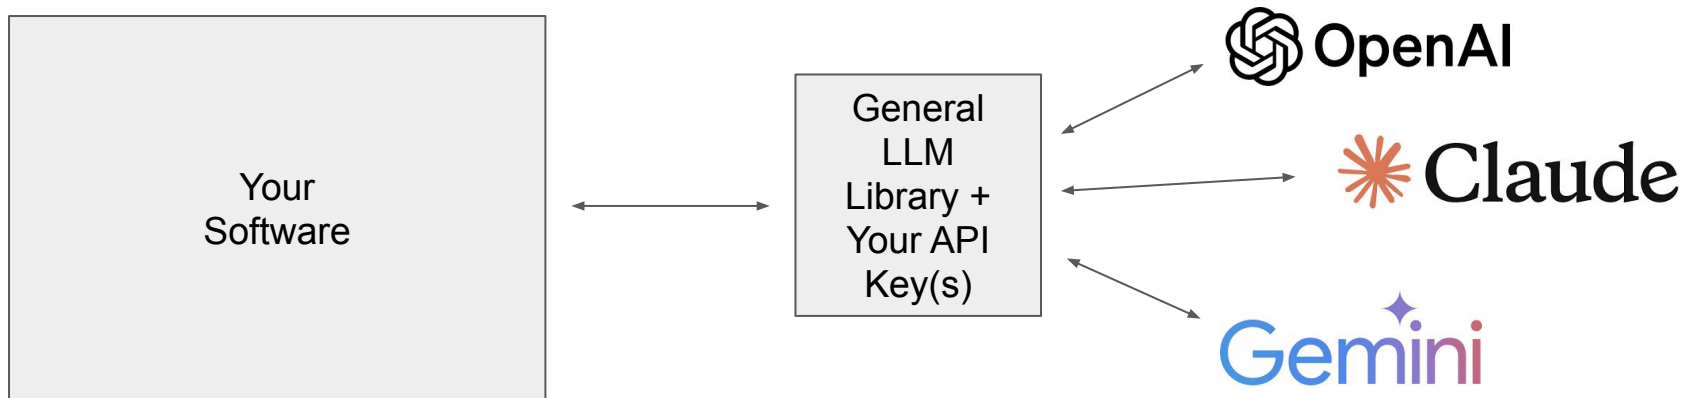 Your
Software
General
LLM
Library +
Your API
Key(s)
OpenAI
Claude
Gemini